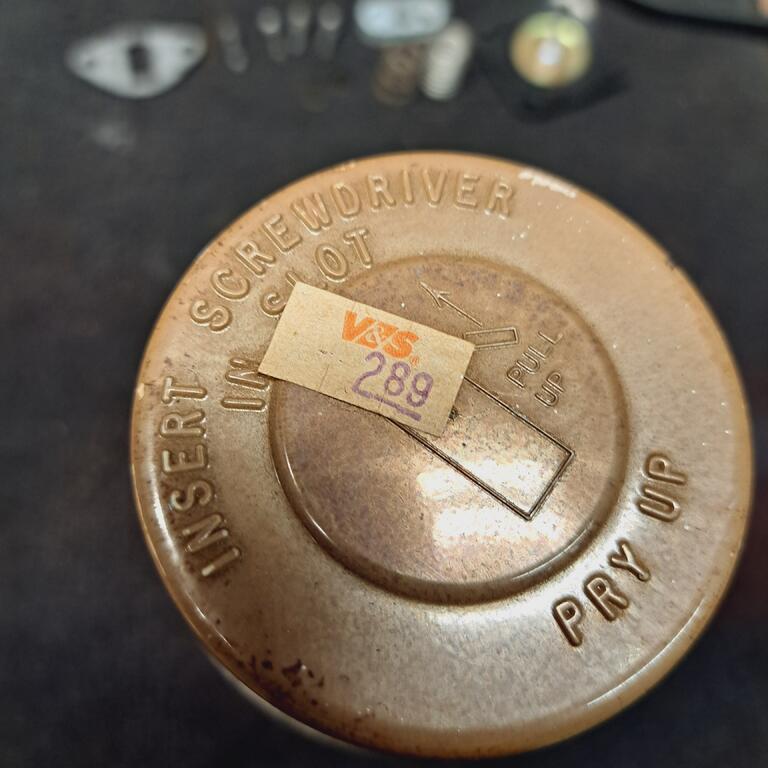 INSERT SCREWDRIVER
IN SLOT
V&S®
289
PULL
UP
PRY UP